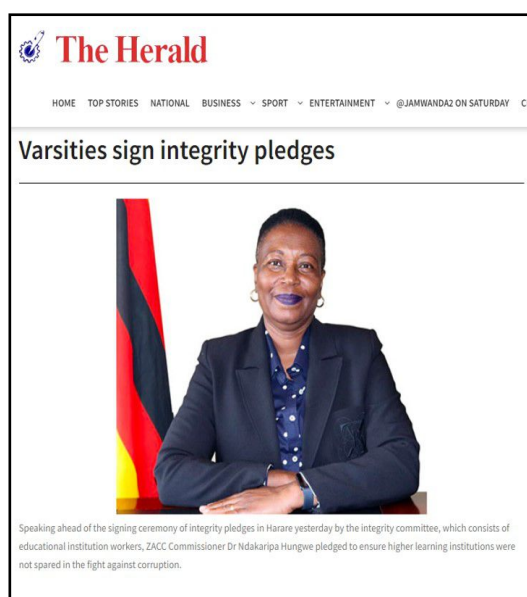 The Herald
HOME TOP STORIES NATIONAL BUSINESS SPORT ENTERTAINMENT @JAMWANDA2 ON SATURDAY C
Varsities sign integrity pledges
Speaking ahead of the signing ceremony of integrity pledges in Harare yesterday by the integrity committee, which consists of
educational institution workers, ZACC Commissioner Dr Ndakaripa Hungwe pledged to ensure higher learning institutions were
not spared in the fight against corruption.